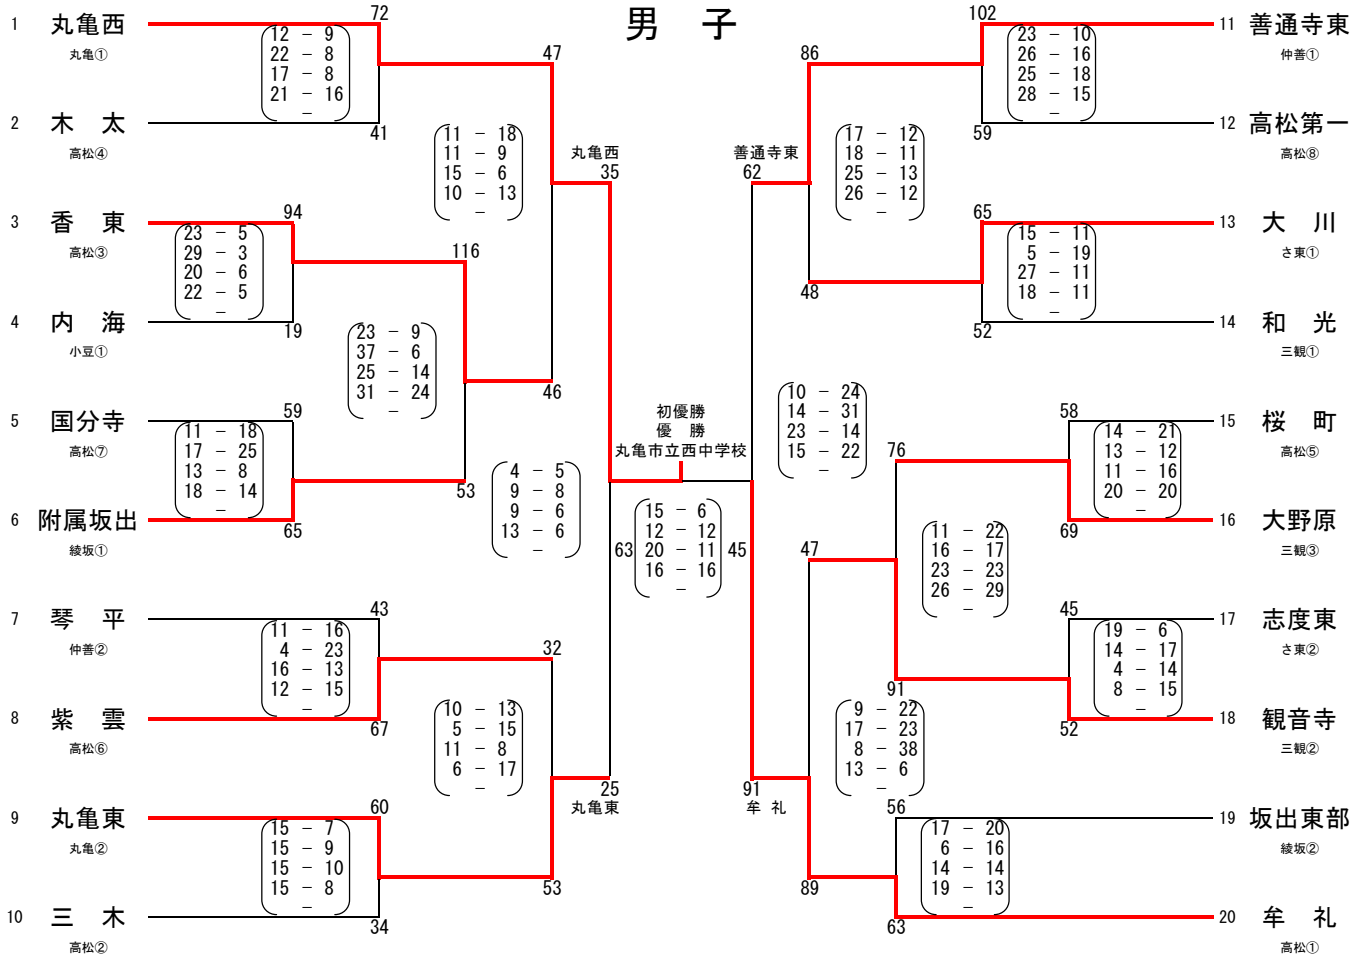 男　子
1 丸亀西
丸亀①
2 木　太
高松④
3 香　東
高松③
4 内　海
小豆①
5 国分寺
高松⑦
6 附属坂出
綾坂①
7 琴　平
仲善②
8 紫　雲
高松⑥
9 丸亀東
丸亀②
10 三　木
高松②
72
12 － 9
22 － 8
17 － 8
21 － 16
－
41
94
23 － 5
29 － 3
20 － 6
22 － 5
－
19
59
11 － 18
17 － 25
13 － 8
18 － 14
－
65
43
11 － 16
4 － 23
16 － 13
12 － 15
－
67
60
15 － 7
15 － 9
15 － 10
15 － 8
－
34
116
23 － 9
37 － 6
25 － 14
31 － 24
－
53
47
11 － 18
11 － 9
15 － 6
10 － 13
－
46
32
10 － 13
5 － 15
11 － 8
6 － 17
－
53
丸亀西
35
4 － 5
9 － 8
9 － 6
13 － 6
－
25
丸亀東
初優勝
優　勝
丸亀市立西中学校
63
15 － 6
12 － 12
20 － 11
16 － 16
－
45
善通寺東
62
10 － 24
14 － 31
23 － 14
15 － 22
－
91
牟 礼
86
17 － 12
18 － 11
25 － 13
26 － 12
－
48
47
9 － 22
17 － 23
8 － 38
13 － 6
－
89
76
11 － 22
16 － 17
23 － 23
26 － 29
－
91
102
23 － 10
26 － 16
25 － 18
28 － 15
－
59
65
15 － 11
5 － 19
27 － 11
18 － 11
－
52
58
14 － 21
13 － 12
11 － 16
20 － 20
－
69
45
19 － 6
14 － 17
4 － 14
8 － 15
－
52
56
17 － 20
6 － 16
14 － 14
19 － 13
－
63
11 善通寺東
仲善①
12 高松第一
高松⑧
13 大　川
さ東①
14 和　光
三観①
15 桜　町
高松⑤
16 大野原
三観③
17 志度東
さ東②
18 観音寺
三観②
19 坂出東部
綾坂②
20 牟　礼
高松①